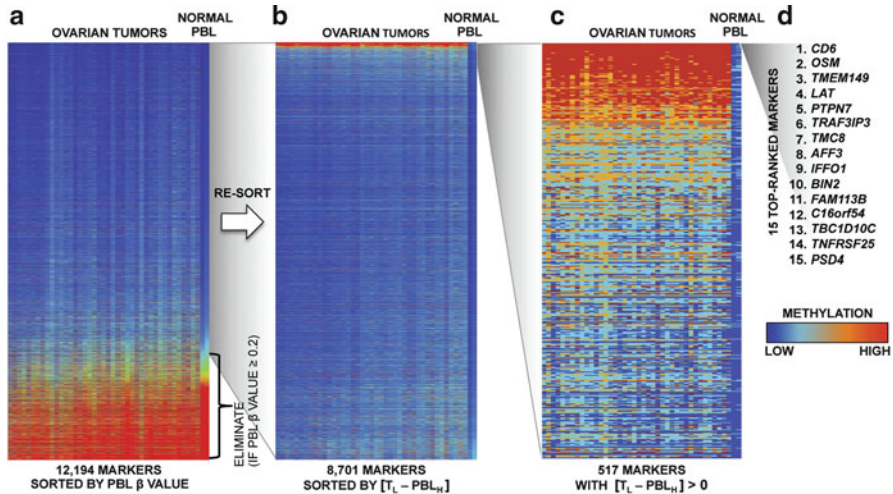 a
OVARIAN TUMORS
NORMAL
PBL
b
OVARIAN TUMORS
NORMAL
PBL
c
OVARIAN TUMORS
NORMAL
PBL
d
RE-SORT
ELIMINATE
(IF PBL β VALUE ≥ 0.2)
12,194 MARKERS
SORTED BY PBL β VALUE
8,701 MARKERS
SORTED BY [TL – PBLH]
517 MARKERS
WITH [TL – PBLH] > 0
15 TOP-RANKED MARKERS
1. CD6
2. OSM
3. TMEM149
4. LAT
5. PTPN7
6. TRAF3IP3
7. TMC8
8. AFF3
9. IFFO1
10. BIN2
11. FAM113B
12. C16orf54
13. TBC1D10C
14. TNFRSF25
15. PSD4
METHYLATION
LOW
HIGH